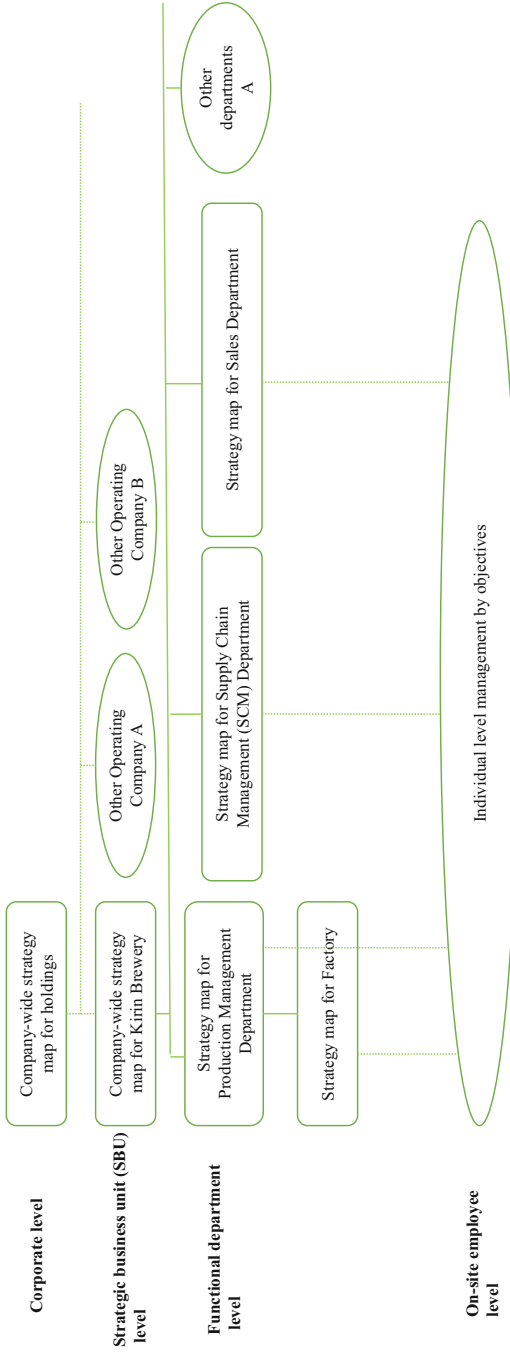 Corporate level
Company-wide strategy
map for holdings
Strategic business unit (SBU)
level
Company-wide strategy
map for Kirin Brewery
Other Operating
Company A
Other Operating
Company B
Functional department
level
Strategy map for
Production Management
Department
Strategy map for Supply Chain
Management (SCM) Department
Strategy map for Sales Department
Other
departments
A
Strategy map for Factory
On-site employee
level
Individual level management by objectives